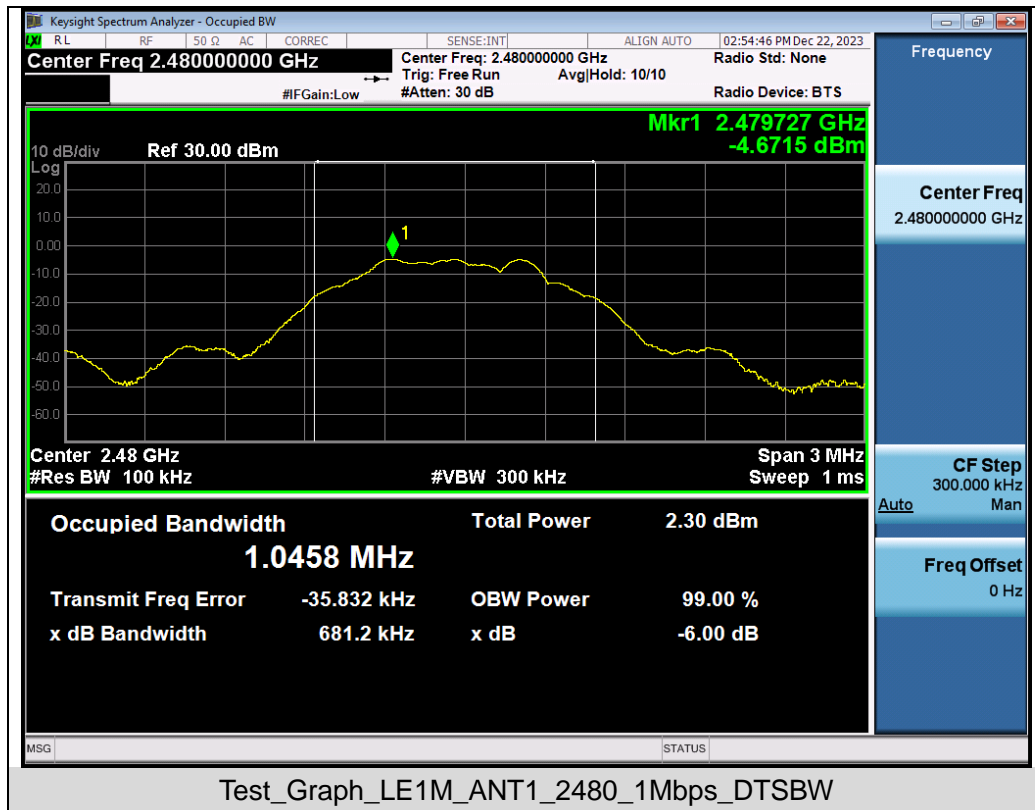 Keysight Spectrum Analyzer - Occupied BW
LXI RL RF 50 Ω AC CORREC SENSE:INT ALIGN AUTO 02:54:46 PM Dec 22, 2023
Center Freq 2.480000000 GHz
Center Freq: 2.480000000 GHz
Radio Std: None
Trig: Free Run Avg|Hold: 10/10
#IFGain:Low
#Atten: 30 dB
Radio Device: BTS
Mkr1 2.479727 GHz
-4.6715 dBm
10 dB/div Ref 30.00 dBm
Log
20.0
10.0
0.00
-10.0
-20.0
-30.0
-40.0
-50.0
-60.0
1
Center 2.48 GHz
Span 3 MHz
#Res BW 100 kHz
#VBW 300 kHz
Sweep 1 ms
Occupied Bandwidth
1.0458 MHz
Total Power 2.30 dBm
Transmit Freq Error -35.832 kHz
OBW Power 99.00 %
x dB Bandwidth 681.2 kHz
x dB -6.00 dB
Frequency
Center Freq
2.480000000 GHz
CF Step
300.000 kHz
Auto Man
Freq Offset
0 Hz
MSG
STATUS
Test_Graph_LE1M_ANT1_2480_1Mbps_DTSBW